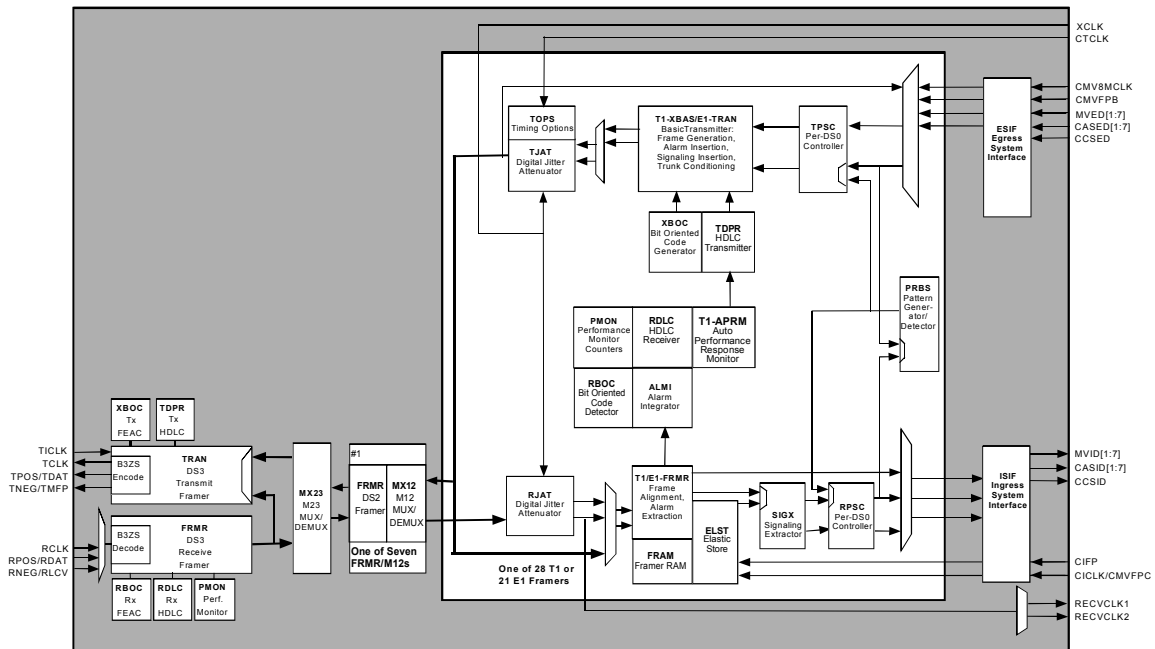 XCLK
CTCLK
CMV8MCLK
CMVFPB
MVED[1:7]
CASED[1:7]
CCSED
ESIF
Egress
System
Interface
TOPS
Timing Options
TJAT
Digital Jitter
Attenuator
T1-XBAS/E1-TRAN
BasicTransmitter:
Frame Generation,
Alarm Insertion,
Signaling Insertion,
Trunk Conditioning
TPSC
Per-DS0
Controller
XBOC
Bit Oriented
Code
Generator
TDPR
HDLC
Transmitter
PRBS
Pattern
Gener-
ator/
Detector
PMON
Performance
Monitor
Counters
RDLC
HDLC
Receiver
T1-APRM
Auto
Performance
Response
Monitor
RBOC
Bit Oriented
Code
Detector
ALMI
Alarm
Integrator
XBOC
Tx
FEAC
TDPR
Tx
HDLC
TICLK
TCLK
TPOS/TDAT
TNEG/TMFP
B3ZS
Encode
TRAN
DS3
Transmit
Framer
RCLK
RPOS/RDAT
RNEG/RLCV
B3ZS
Decode
FRMR
DS3
Receive
Framer
RBOC
Rx
FEAC
RDLC
Rx
HDLC
PMON
Perf.
Monitor
MX23
M23
MUX/
DEMUX
#1
FRMR
DS2
Framer
MX12
M12
MUX/
DEMUX
One of Seven
FRMR/M12s
RJAT
Digital Jitter
Attenuator
T1/E1-FRMR
Frame
Alignment,
Alarm
Extraction
ELST
Elastic
Store
FRAM
Framer RAM
SIGX
Signaling
Extractor
RPSC
Per-DS0
Controller
One of 28 T1 or
21 E1 Framers
ISIF
Ingress
System
Interface
MVID[1:7]
CASID[1:7]
CCSID
CIFP
CICLK/CMVFPC
RECVCLK1
RECVCLK2